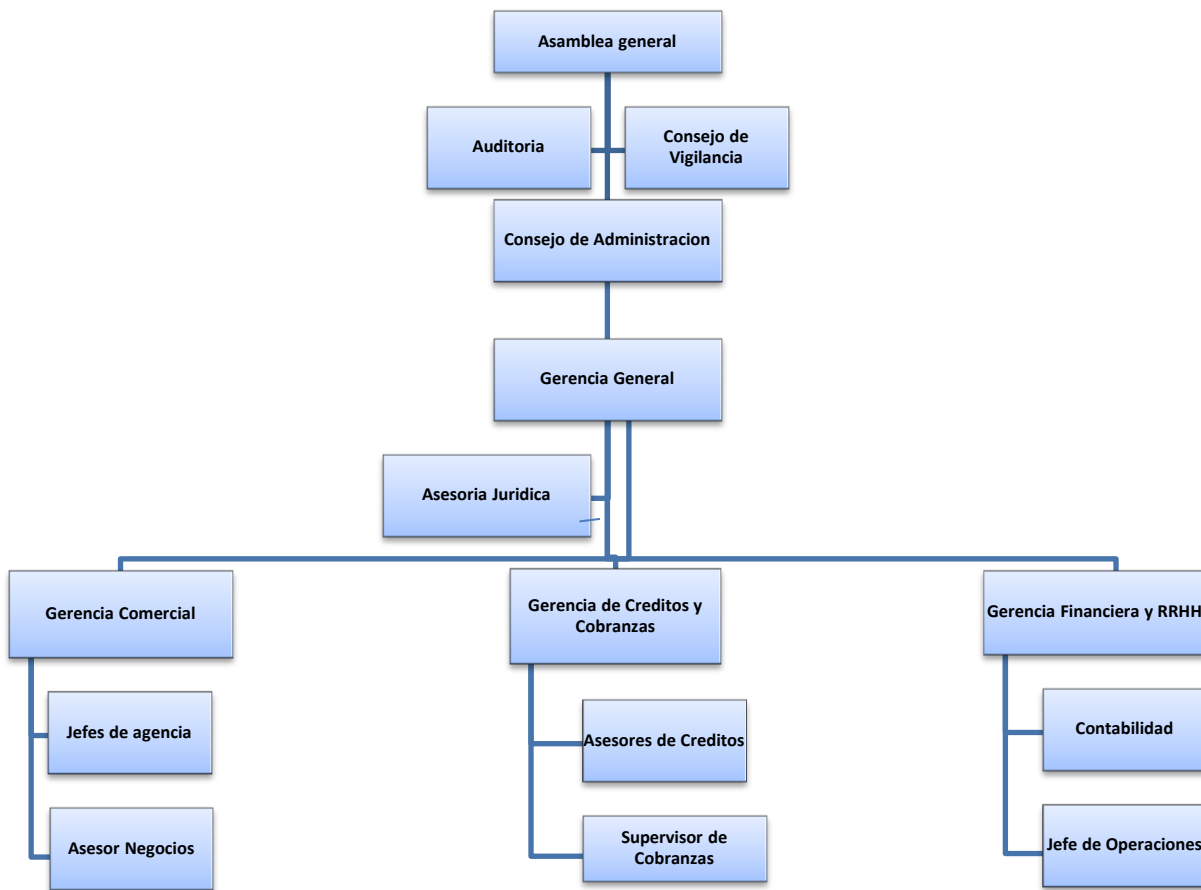 Asamblea general
Auditoria
Consejo de
Vigilancia
Consejo de Administracion
Gerencia General
Asesoria Juridica
Gerencia Comercial
Gerencia de Creditos y
Cobranzas
Gerencia Financiera y RRHH
Jefes de agencia
Asesores de Creditos
Contabilidad
Asesor Negocios
Supervisor de
Cobranzas
Jefe de Operaciones